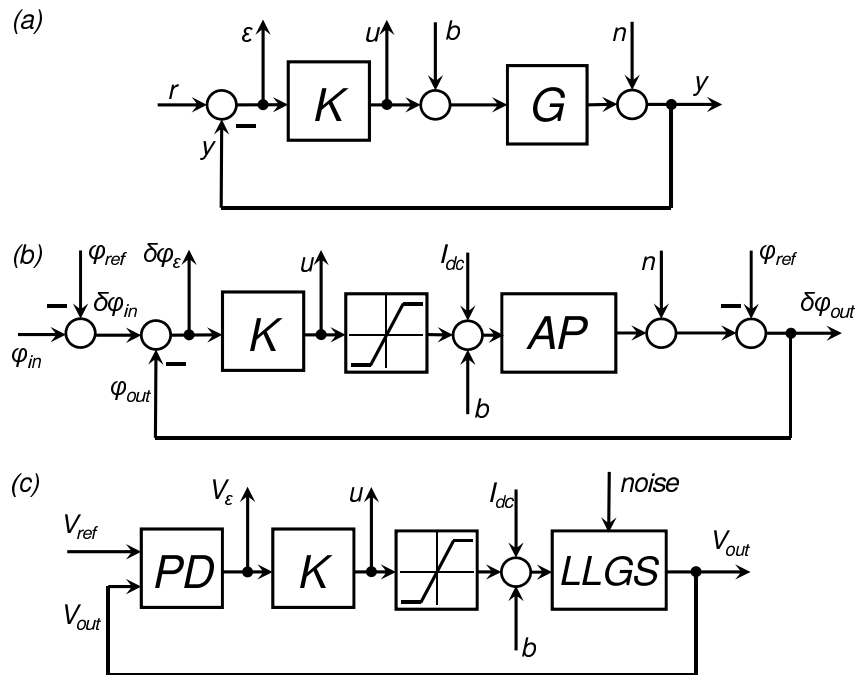 (a)
ε u b n
r K G y
y
(b) φref δφε u Idc n φref
δφin K AP δφout
φin
φout b
(c) Vε u Idc noise
Vref
PD K LLGS Vout
Vout
b